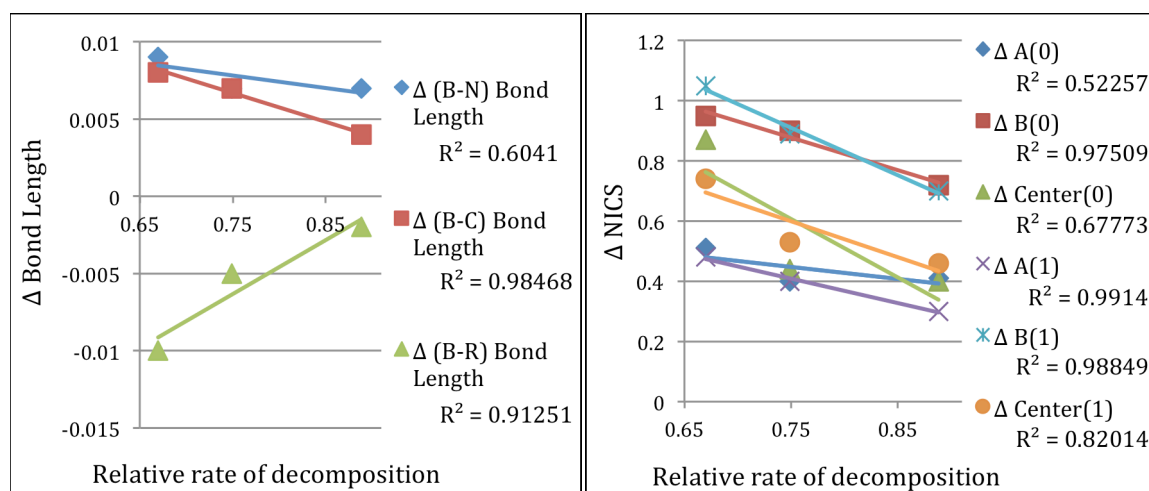 0.01
0.005
0
-0.005
-0.01
-0.015
0.65
0.75
0.85
Δ Bond Length
Relative rate of decomposition
Δ (B-N) Bond
Length
R² = 0.6041
Δ (B-C) Bond
Length
R² = 0.98468
Δ (B-R) Bond
Length
R² = 0.91251
1.2
1
0.8
0.6
0.4
0.2
0
0.65
0.75
0.85
Δ NICS
Relative rate of decomposition
Δ A(0)
R² = 0.52257
Δ B(0)
R² = 0.97509
Δ Center(0)
R² = 0.67773
Δ A(1)
R² = 0.9914
Δ B(1)
R² = 0.98849
Δ Center(1)
R² = 0.82014